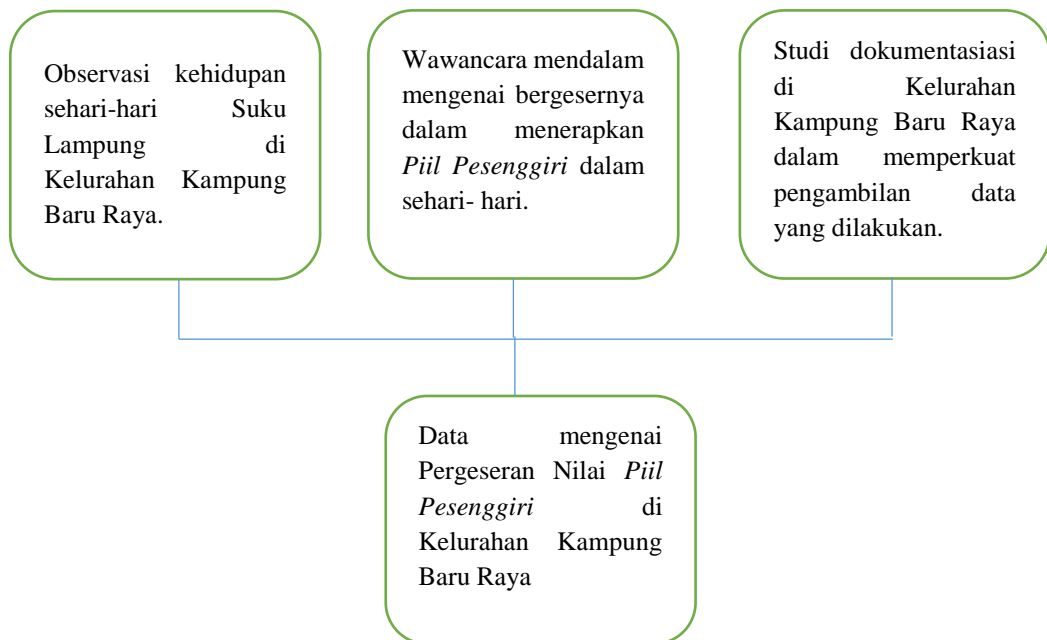 Observasi kehidupan
sehari-hari Suku
Lampung di
Kelurahan Kampung
Baru Raya.
Wawancara mendalam
mengenai bergesernya
dalam menerapkan
Piil Pesenggiri dalam
sehari- hari.
Studi dokumentasiasi
di Kelurahan
Kampung Baru Raya
dalam memperkuat
pengambilan data
yang dilakukan.
Data mengenai
Pergeseran Nilai Piil
Pesenggiri di
Kelurahan Kampung
Baru Raya